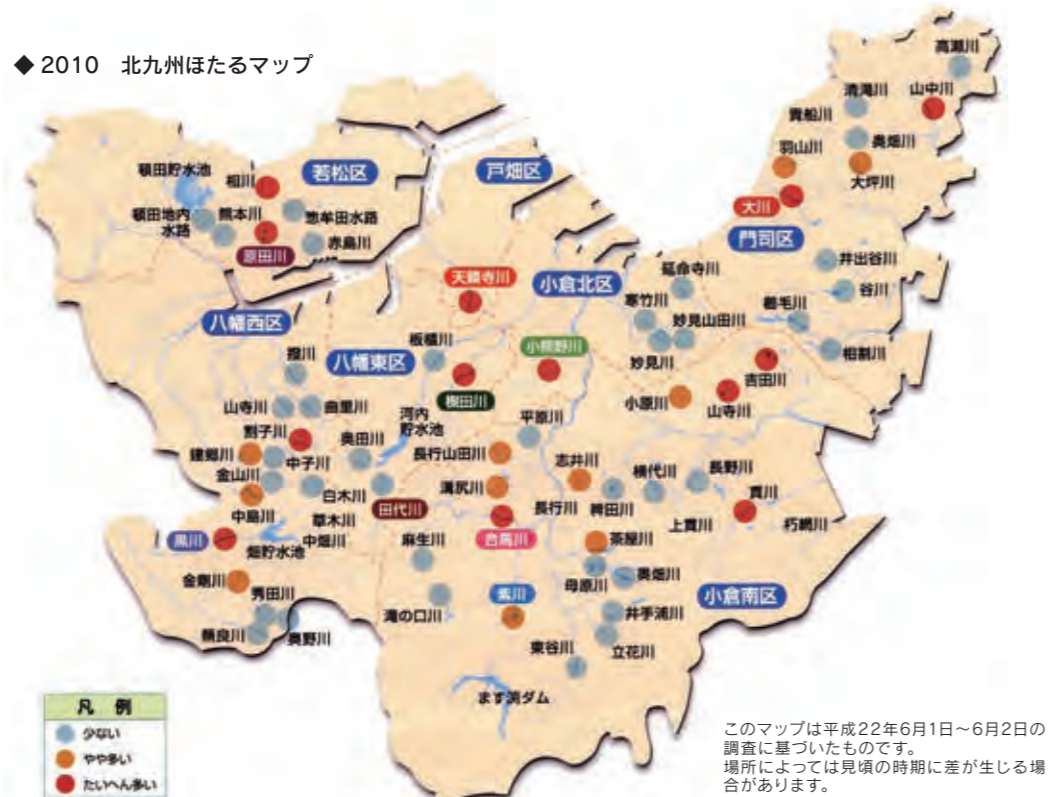 ◆ 2010 北九州ほたるマップ
高瀬川
清滝川
山中川
貴船川
奥畑川
羽山川
大坪川
大川
門司区
戸畑区
若松区
頓田貯水池
相川
頓田地内
水路
熊本川
惣牟田水路
原田川
赤島川
井出谷川
谷川
延命寺川
小倉北区
天籟寺川
寒竹川
妙見山田川
櫛毛川
妙見川
相割川
八幡西区
八幡東区
板櫃川
小熊野川
撥川
槻田川
吉田川
小原川
山寺川
山寺川
曲里川
割子川
河内
貯水池
平原川
奥田川
建郷川
中子川
長行山田川
志井川
横代川
長野川
金山川
溝尻川
貫川
白木川
田代川
長行川
稗田川
中島川
草木川
上貫川
朽網川
黒川
中畑川
合馬川
茶屋川
畑貯水池
麻生川
金剛川
母原川
奥畑川
小倉南区
秀田川
紫川
滝の口川
井手浦川
奥野川
東谷川
立花川
ます渕ダム
凡 例
少ない
やや多い
たいへん多い
このマップは平成22年6月1日～6月2日の
調査に基づいたものです。
場所によっては見頃の時期に差が生じる場
合があります。